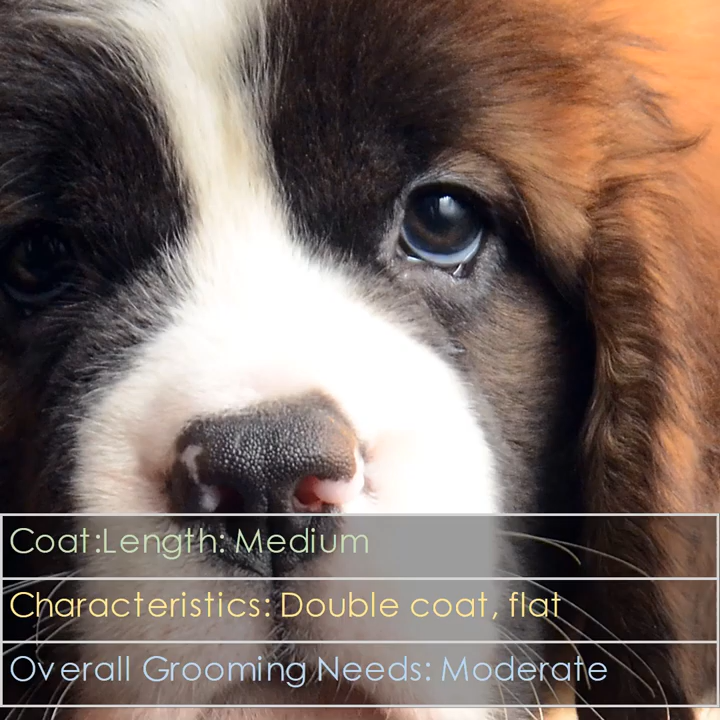 Coat:Length: Medium
Characteristics: Double coat, flat
Overall Grooming Needs: Moderate